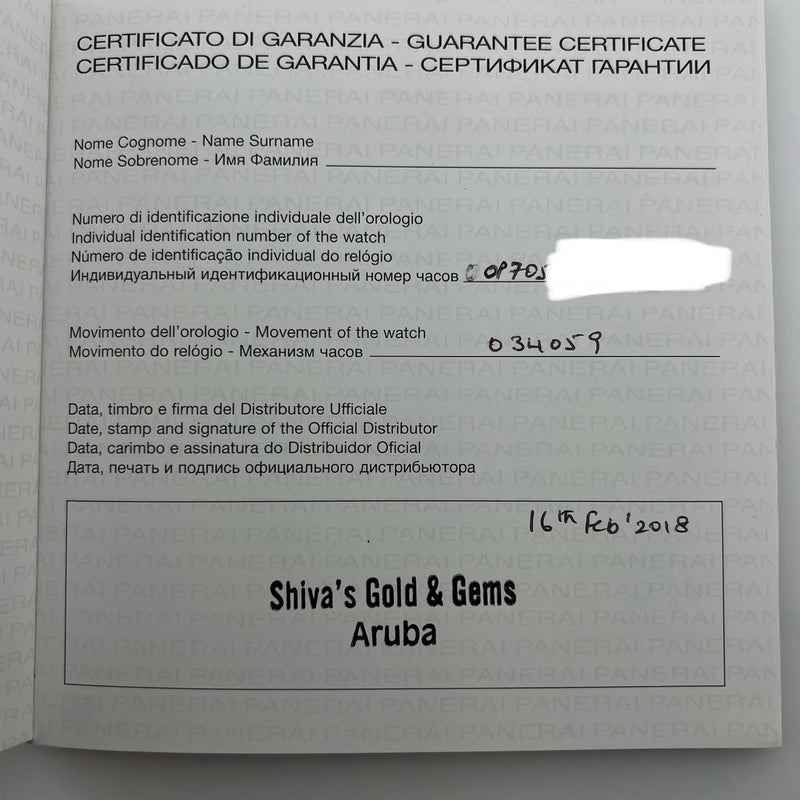 CERTIFICATO DI GARANZIA - GUARANTEE CERTIFICATE
CERTIFICADO DE GARANTIA - СЕРТИФИКАТ ГАРАНТИИ
Nome Cognome - Name Surname
Nome Sobrenome - Имя Фамилия
Numero di identificazione individuale dell'orologio
Individual identification number of the watch
Número de identificação individual do relógio
Индивидуальный идентификационный номер часов
Movimento dell'orologio - Movement of the watch
Movimento do relógio - Механизм часов 034059
Data, timbro e firma del Distributore Ufficiale
Date, stamp and signature of the Official Distributor
Data, carimbo e assinatura do Distribuidor Oficial
Дата, печать и подпись официального дистрибьютора
16th Feb'2018
Shiva's Gold & Gems
Aruba